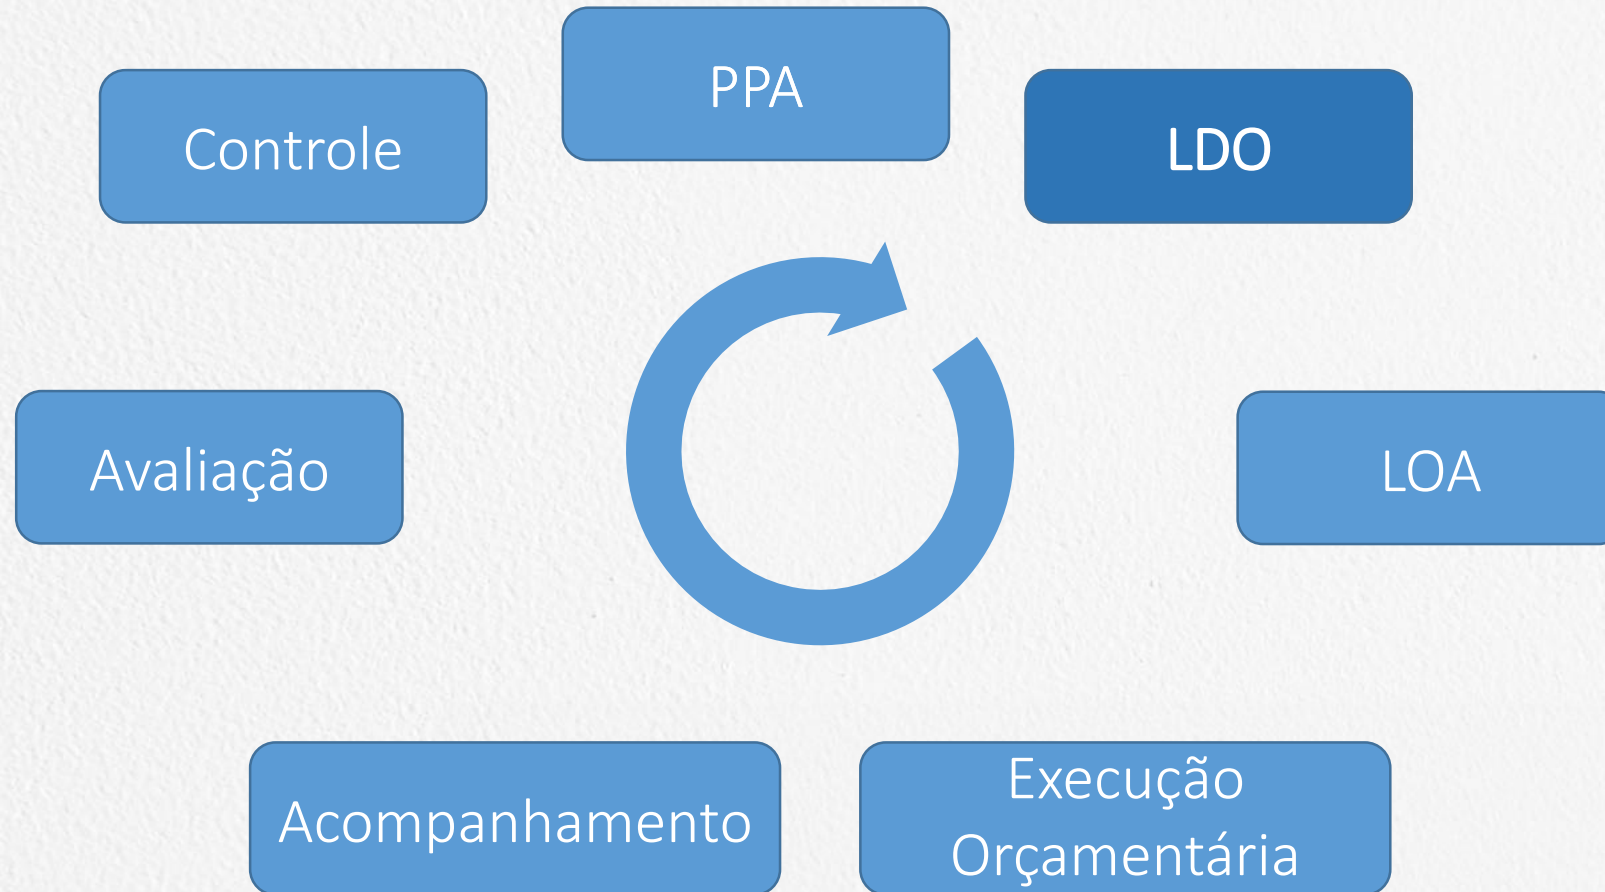 PPA
Controle
LDO
Avaliação
LOA
Acompanhamento
Execução
Orçamentária